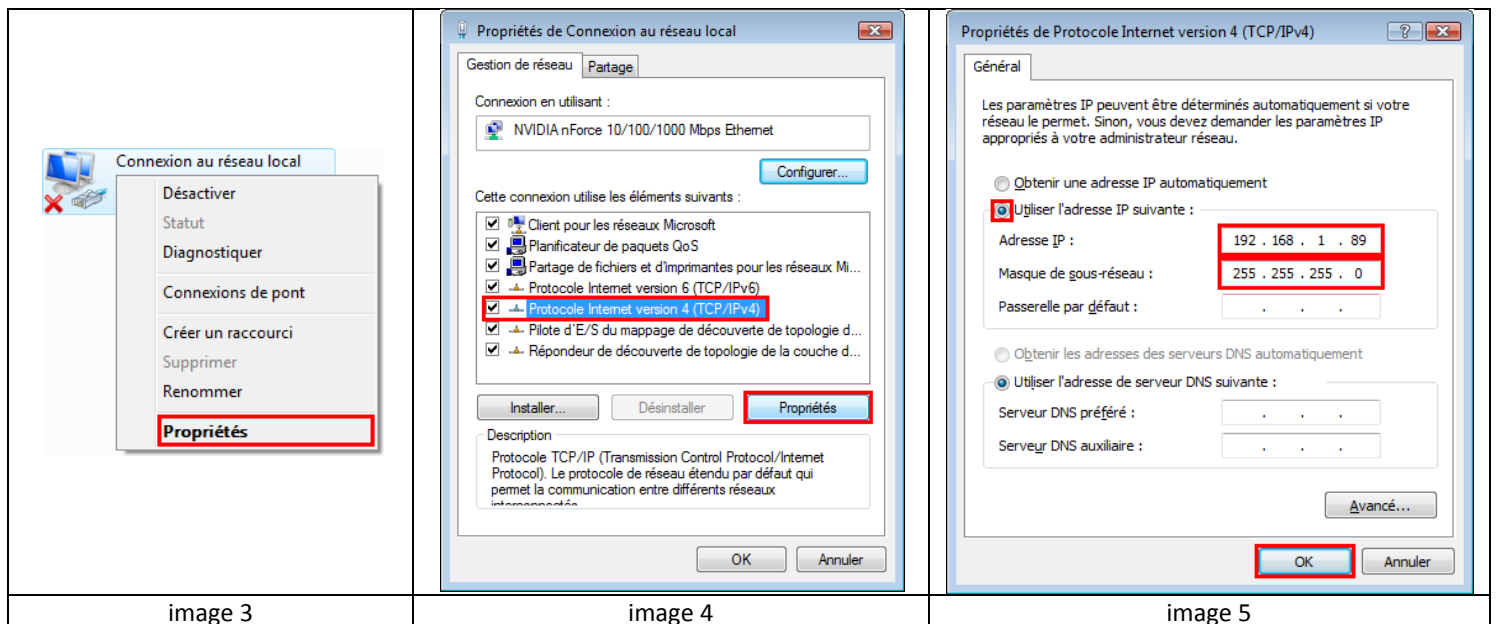 Connexion au réseau local
Désactiver
Statut
Diagnostiquer
Connexions de pont
Créer un raccourci
Supprimer
Renommer
Propriétés
image 3
Propriétés de Connexion au réseau local
Gestion de réseau Partage
Connexion en utilisant :
NVIDIA nForce 10/100/1000 Mbps Ethernet
Configurer...
Cette connexion utilise les éléments suivants :
Client pour les réseaux Microsoft
Planificateur de paquets QoS
Partage de fichiers et d'imprimantes pour les réseaux Mi...
Protocole Internet version 6 (TCP/IPv6)
Protocole Internet version 4 (TCP/IPv4)
Pilote d'E/S du mappage de découverte de topologie d...
Répondeur de découverte de topologie de la couche d...
Installer... Désinstaller Propriétés
Description
Protocole TCP/IP (Transmission Control Protocol/Internet
Protocol). Le protocole de réseau étendu par défaut qui
permet la communication entre différents réseaux
interconnectés
OK Annuler
image 4
Propriétés de Protocole Internet version 4 (TCP/IPv4) ?
Général
Les paramètres IP peuvent être déterminés automatiquement si votre
réseau le permet. Sinon, vous devez demander les paramètres IP
appropriés à votre administrateur réseau.
Obtenir une adresse IP automatiquement
Utiliser l'adresse IP suivante :
Adresse IP : 192 . 168 . 1 . 89
Masque de sous-réseau : 255 . 255 . 255 . 0
Passerelle par défaut : . . .
Obtenir les adresses des serveurs DNS automatiquement
Utiliser l'adresse de serveur DNS suivante :
Serveur DNS préféré : . . .
Serveur DNS auxiliaire : . . .
Avancé...
OK Annuler
image 5